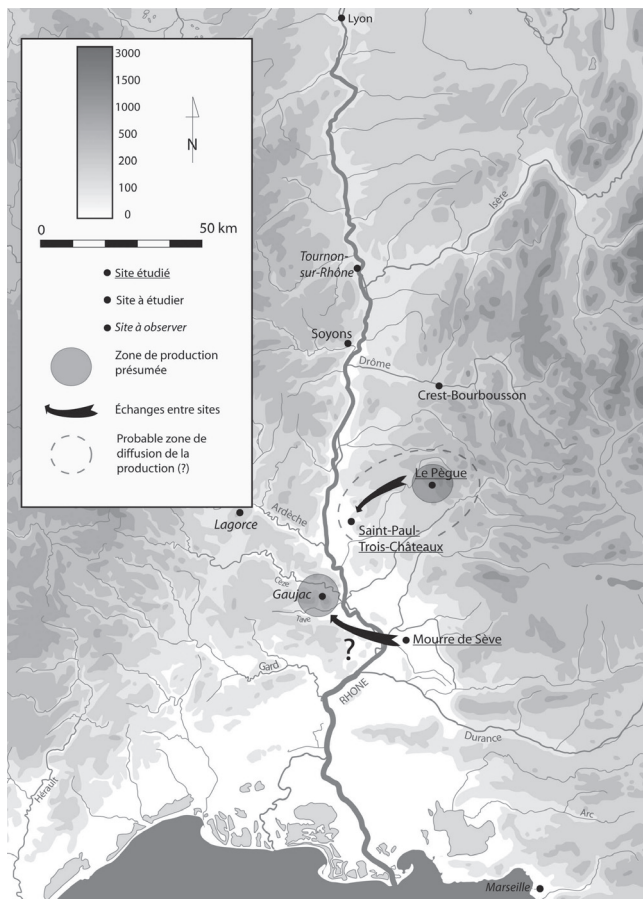 Lyon
3000
1500
1000
500
200
100
0
N
0
50 km
Site étudié
Site à étudier
Site à observer
Zone de production
présumée
Échanges entre sites
Probable zone de
diffusion de la
production (?)
Isère
Tournon-
sur-Rhône
Soyons
Drôme
Crest-Bourbousson
Le Pègue
Lagorce
Ardèche
Saint-Paul-
Trois-Châteaux
Cèze
Gaujac
Tave
Mourre de Sève
?
Gard
RHONE
Durance
Hérault
Arc
Marseille